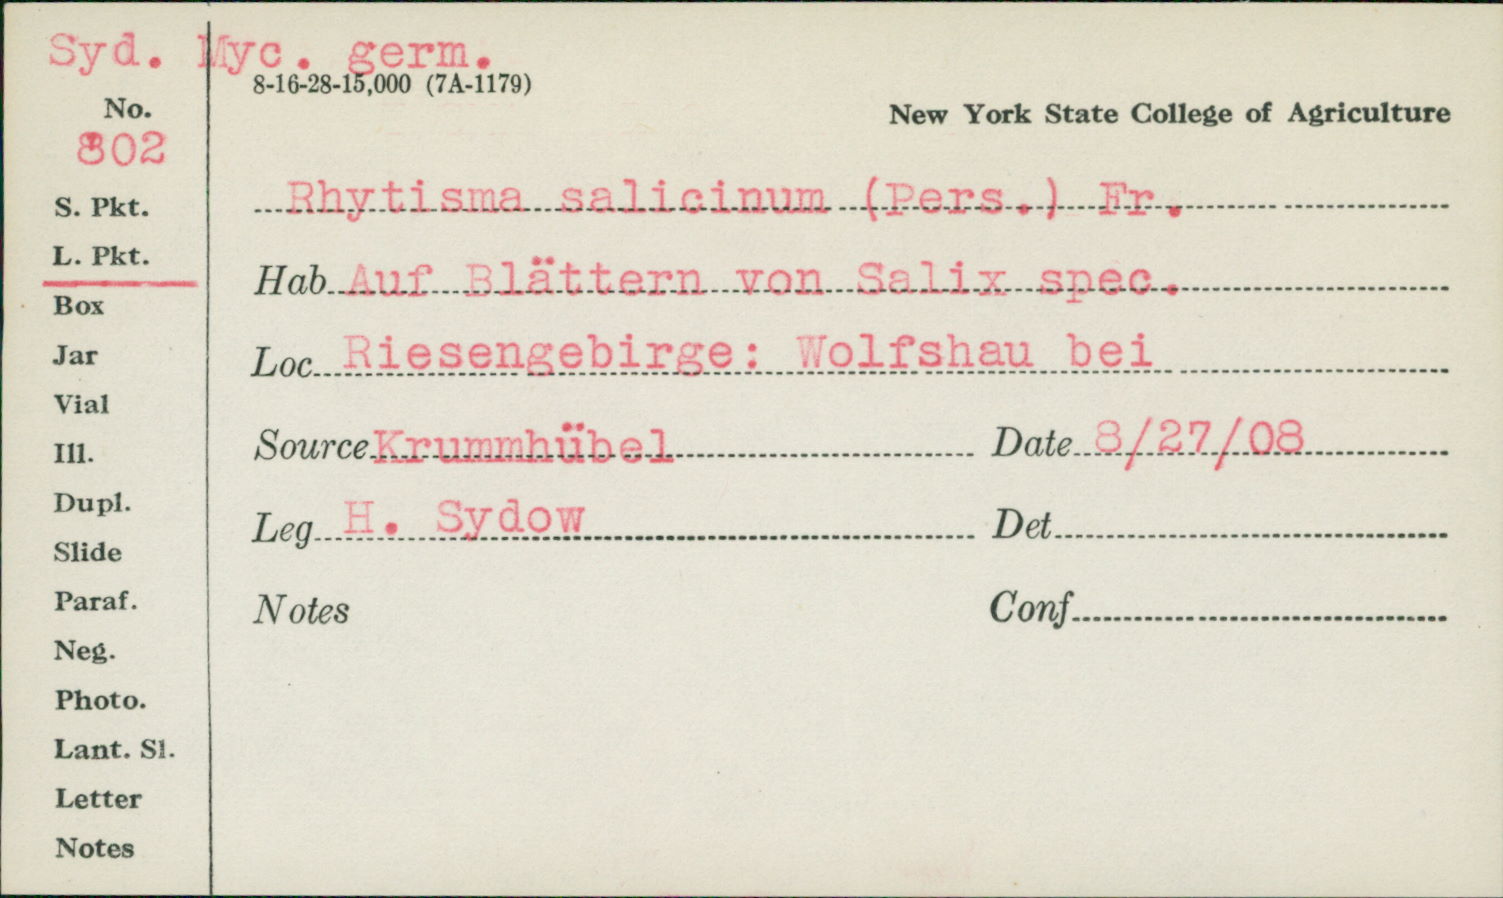 Syd. Myc. germ.
8-16-28-15,000 (7A-1179)
No.
802
New York State College of Agriculture
S. Pkt.
Rhytisma salicinum (Pers.) Fr.
L. Pkt.
Hab Auf Blättern von Salix spec.
Box
Jar
Loc Riesengebirge: Wolfshau bei
Vial
Ill.
Source Krummhübel Date 8/27/08
Dupl.
Leg H. Sydow Det
Slide
Paraf.
Notes Conf
Neg.
Photo.
Lant. Sl.
Letter
Notes